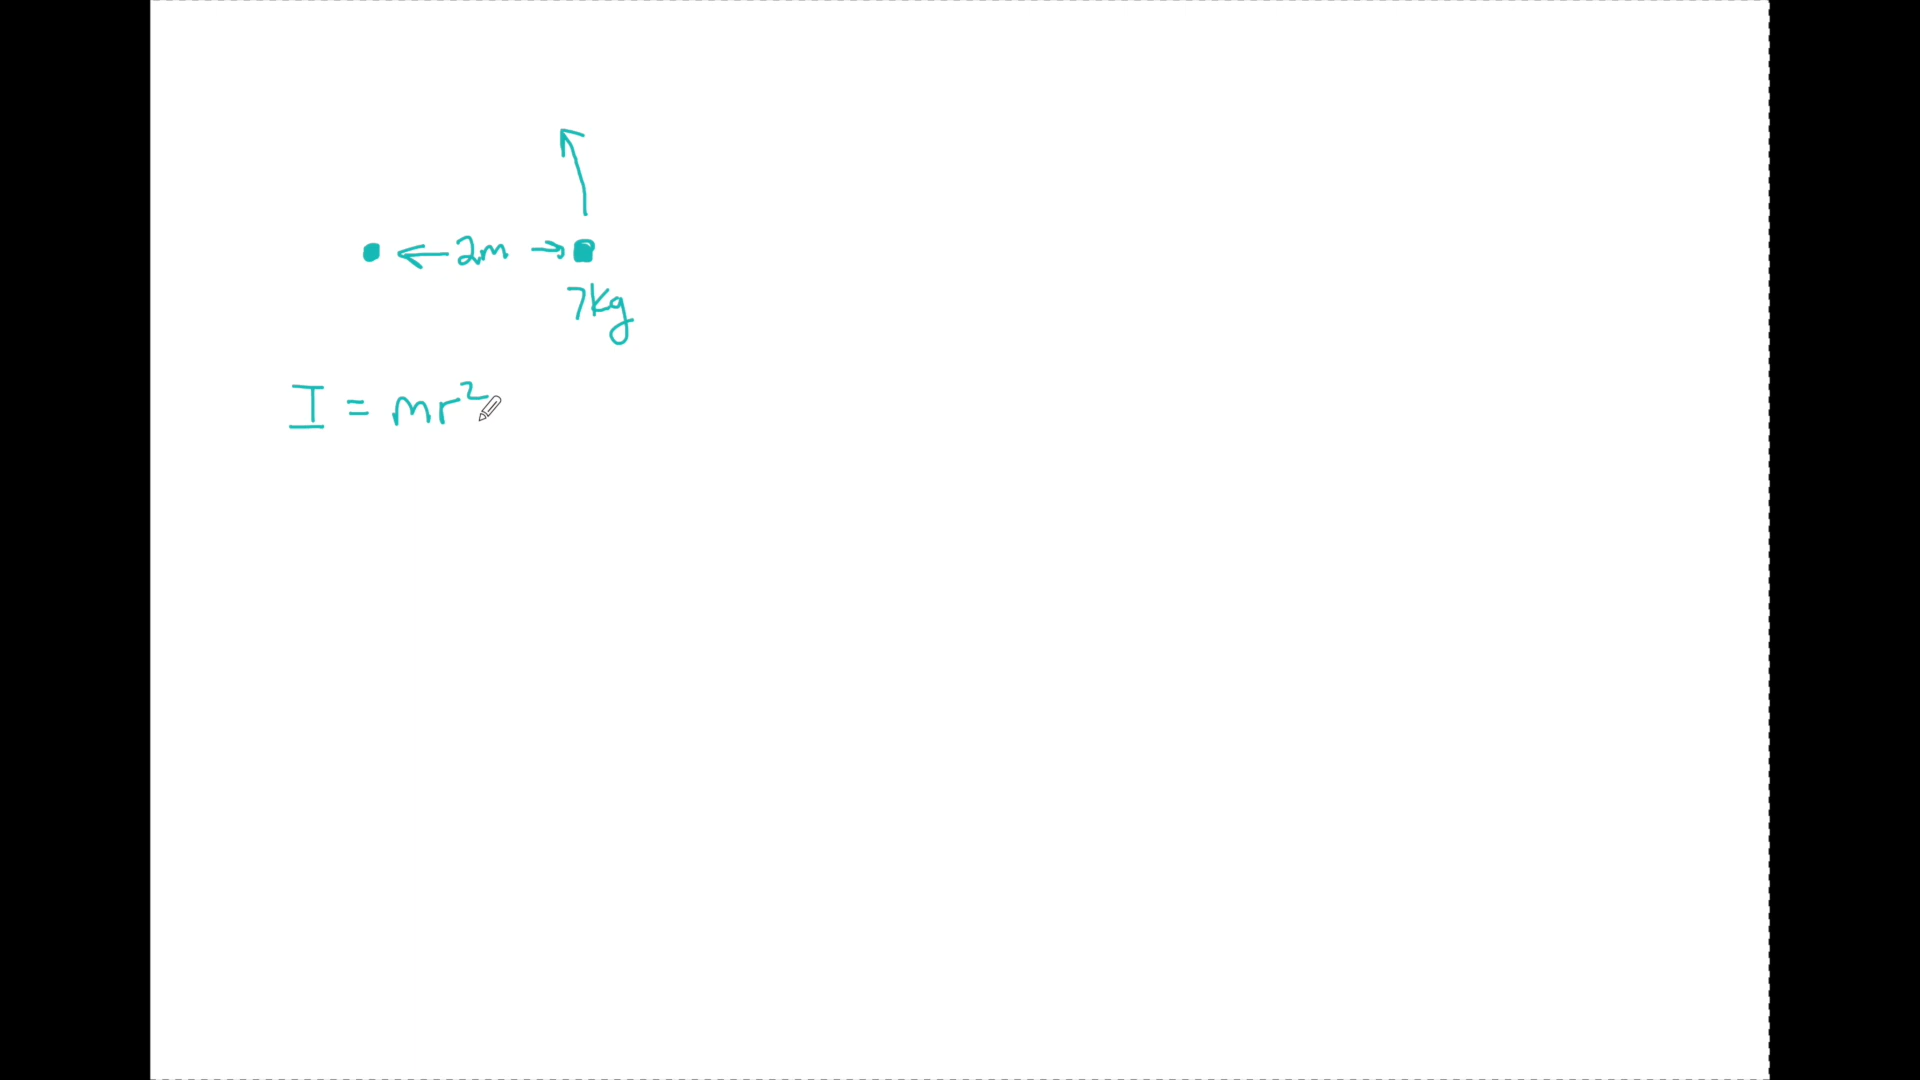 2m
7kg
I = mr²